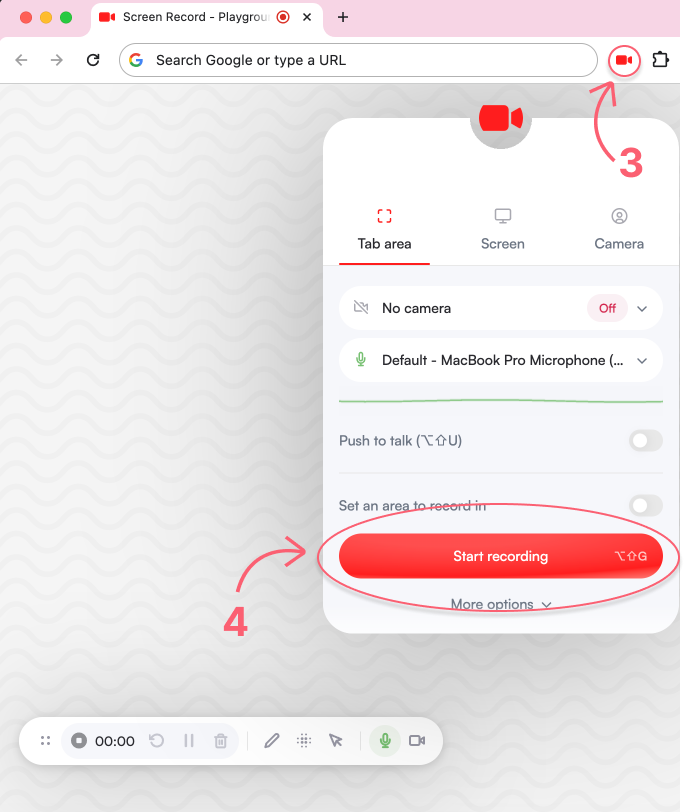 Screen Record - Playgrou
Search Google or type a URL
3
Tab area
Screen
Camera
No camera
Off
Default - MacBook Pro Microphone (...
Push to talk (⌥⇧U)
Set an area to record in
Start recording
⌥⇧G
More options
4
00:00